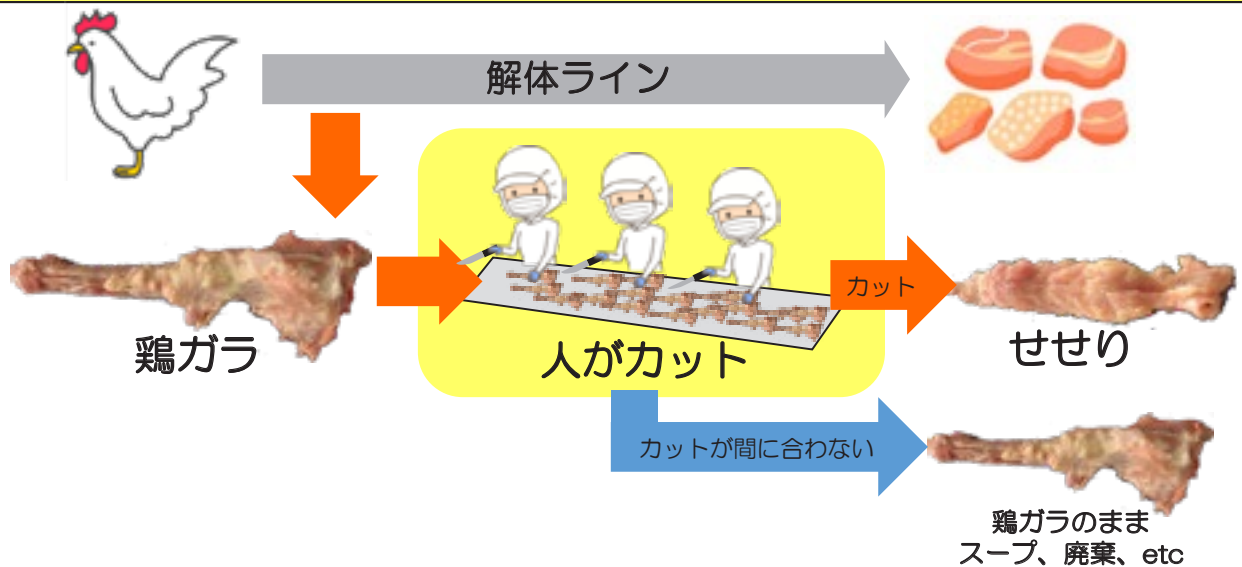 解体ライン
鶏ガラ
人がカット
カット
せせり
カットが間に合わない
鶏ガラのまま
スープ、廃棄、etc